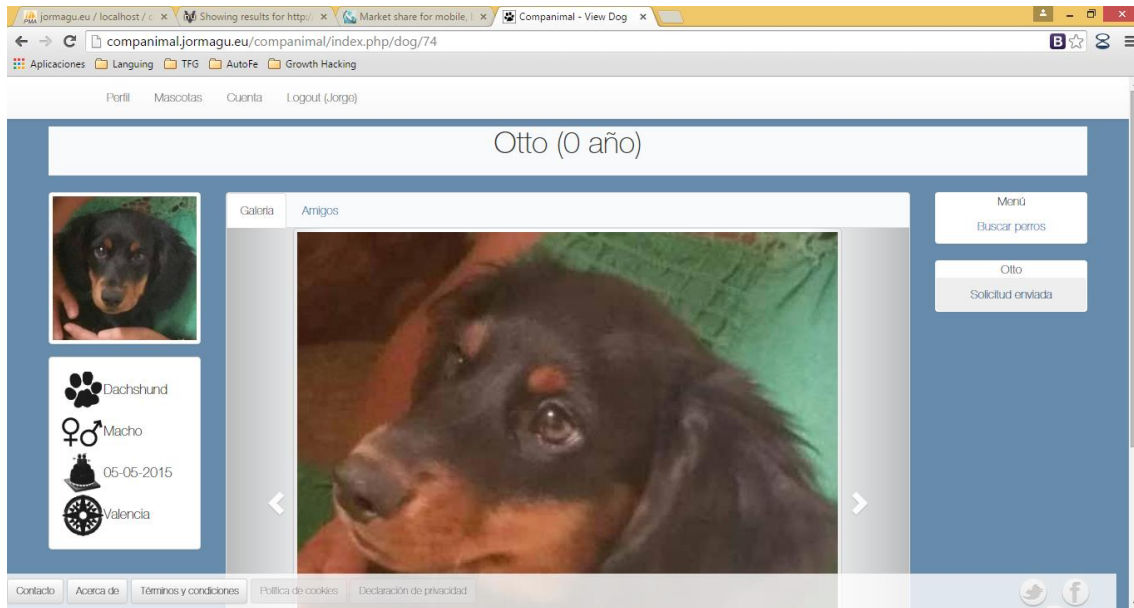 jormagu.eu / localhost / c
Showing results for http:/
Market share for mobile,
Companimal - View Dog
companimal.jormagu.eu/companimal/index.php/dog/74
Aplicaciones Languing TFG AutoFe Growth Hacking
Perfil Mascotas Cuenta Logout (Jorge)
Otto (0 año)
Galería Amigos
Menú
Buscar perros
Otto
Solicitud enviada
Dachshund
Macho
05-05-2015
Valencia
Contacto Acerca de Términos y condiciones Política de cookies Declaración de privacidad